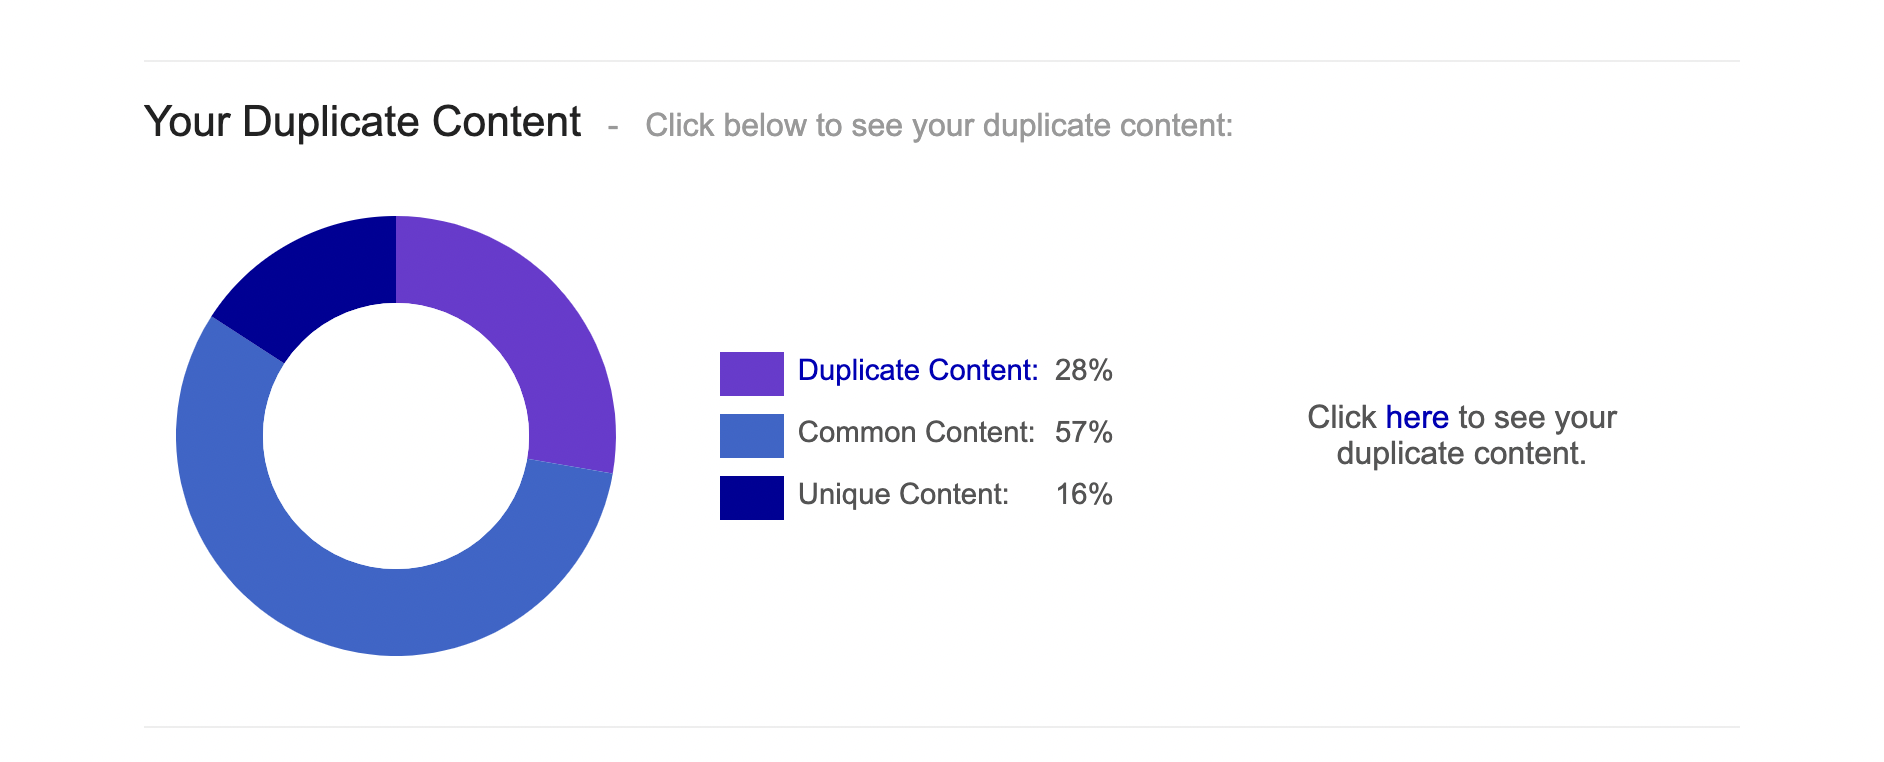 Your Duplicate Content - Click below to see your duplicate content:
Duplicate Content: 28%
Common Content: 57%
Unique Content: 16%
Click here to see your
duplicate content.